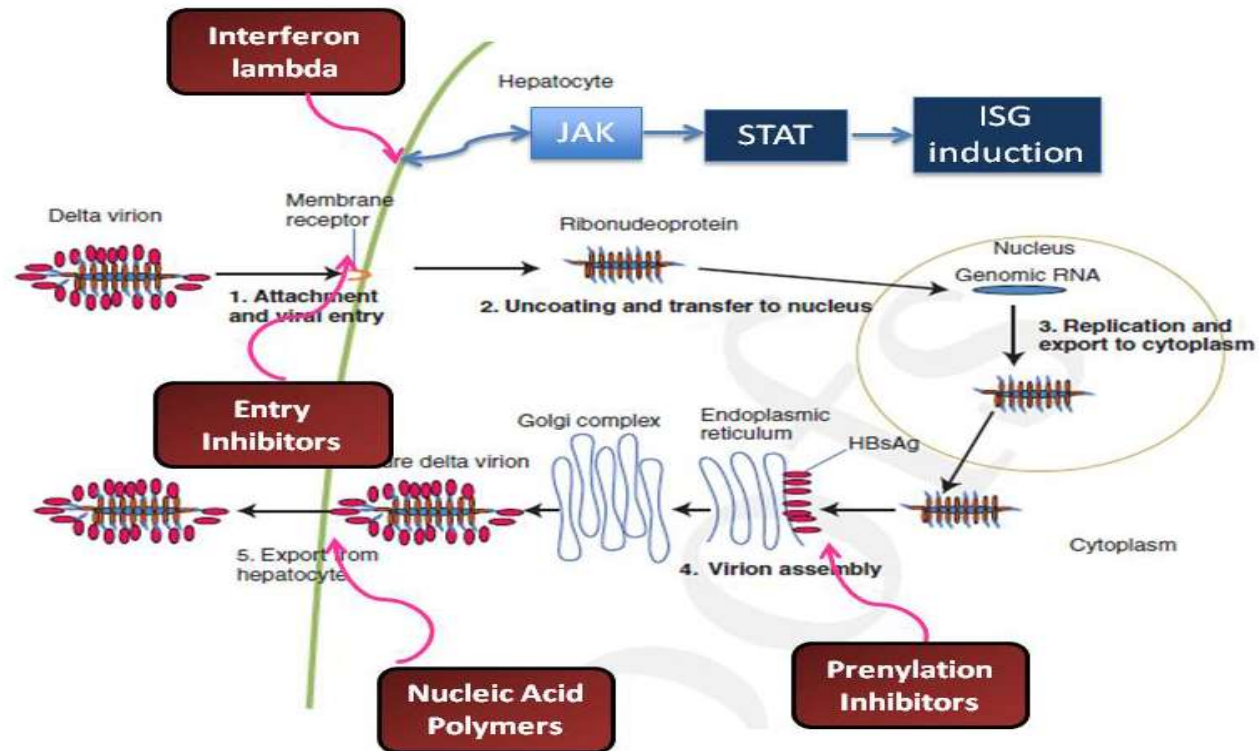 Interferon
lambda
Hepatocyte
JAK
STAT
ISG
induction
Delta virion
Membrane
receptor
Ribonudeoprotein
Nucleus
Genomic RNA
1. Attachment
and viral entry
2. Uncoating and transfer to nucleus
3. Replication and
export to cytoplasm
Entry
Inhibitors
Golgi complex
Endoplasmic
reticulum
HBsAg
ure delta virion
Cytoplasm
5. Export from
hepatocyte
4. Virion assembly
Nucleic Acid
Polymers
Prenylation
Inhibitors